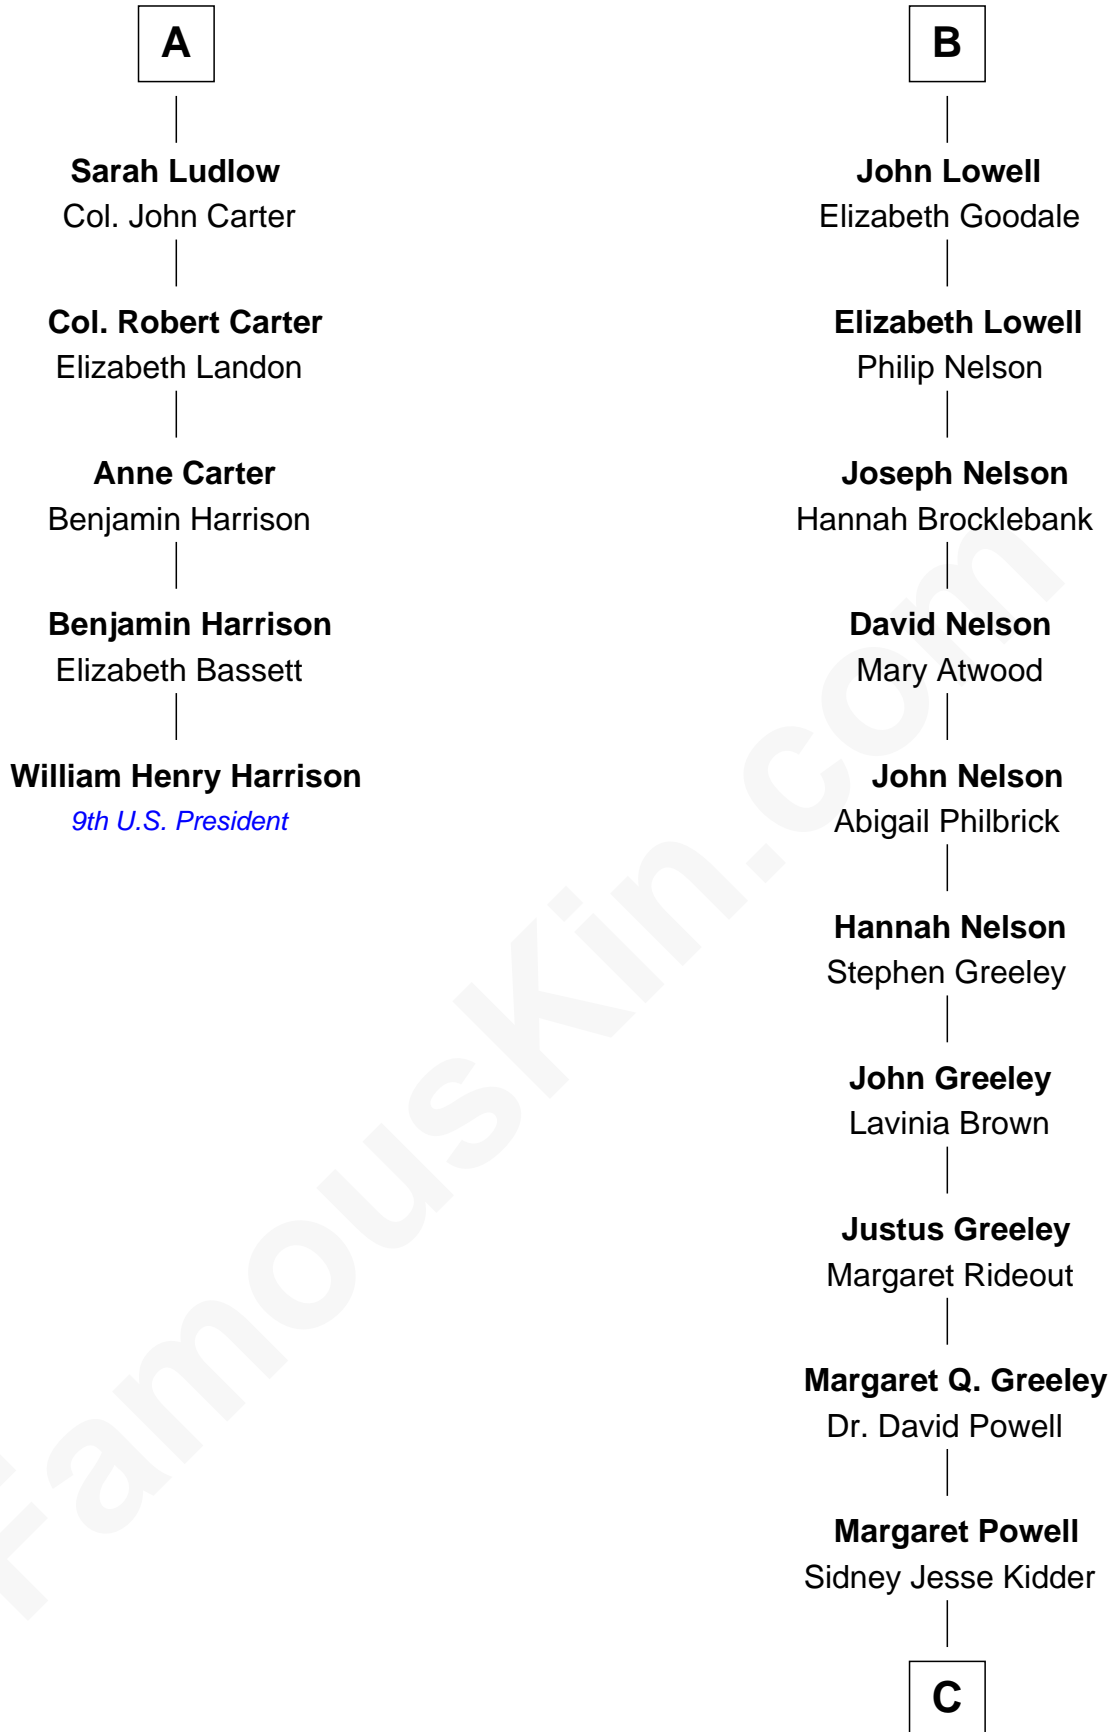 A
Sarah Ludlow
Col. John Carter
Col. Robert Carter
Elizabeth Landon
Anne Carter
Benjamin Harrison
Benjamin Harrison
Elizabeth Bassett
William Henry Harrison
9th U.S. President
B
John Lowell
Elizabeth Goodale
Elizabeth Lowell
Philip Nelson
Joseph Nelson
Hannah Brocklebank
David Nelson
Mary Atwood
John Nelson
Abigail Philbrick
Hannah Nelson
Stephen Greeley
John Greeley
Lavinia Brown
Justus Greeley
Margaret Rideout
Margaret Q. Greeley
Dr. David Powell
Margaret Powell
Sidney Jesse Kidder
C
FamousKin.com